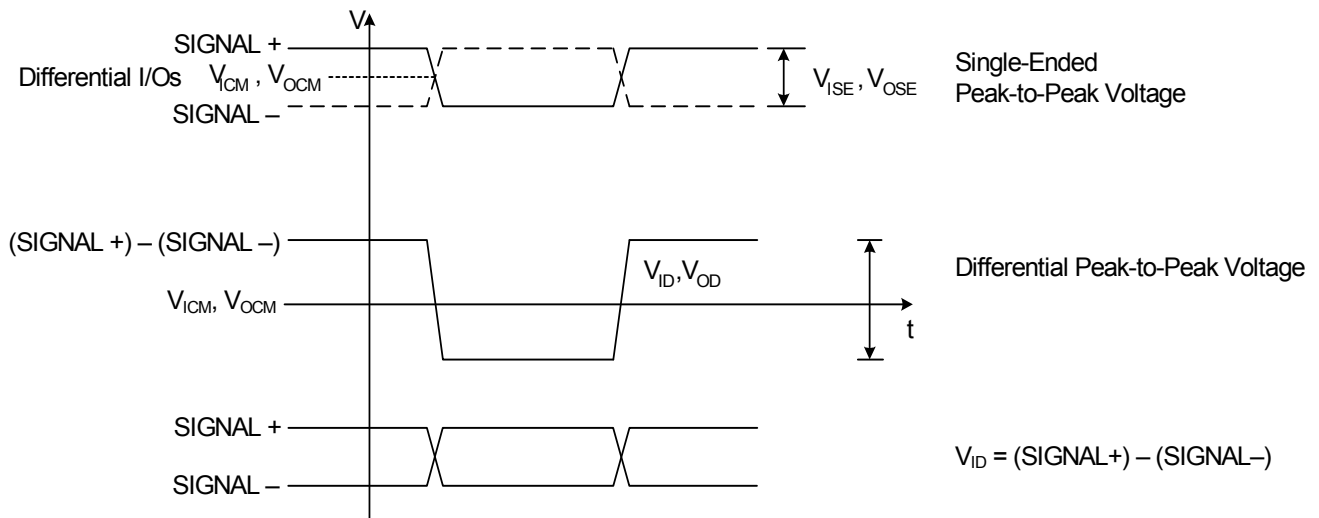 V
SIGNAL +
Differential I/Os V_ICM , V_OCM
SIGNAL –
V_ISE , V_OSE
Single-Ended
Peak-to-Peak Voltage
(SIGNAL +) – (SIGNAL –)
V_ID, V_OD
Differential Peak-to-Peak Voltage
V_ICM, V_OCM
t
SIGNAL +
SIGNAL –
V_ID = (SIGNAL+) – (SIGNAL–)